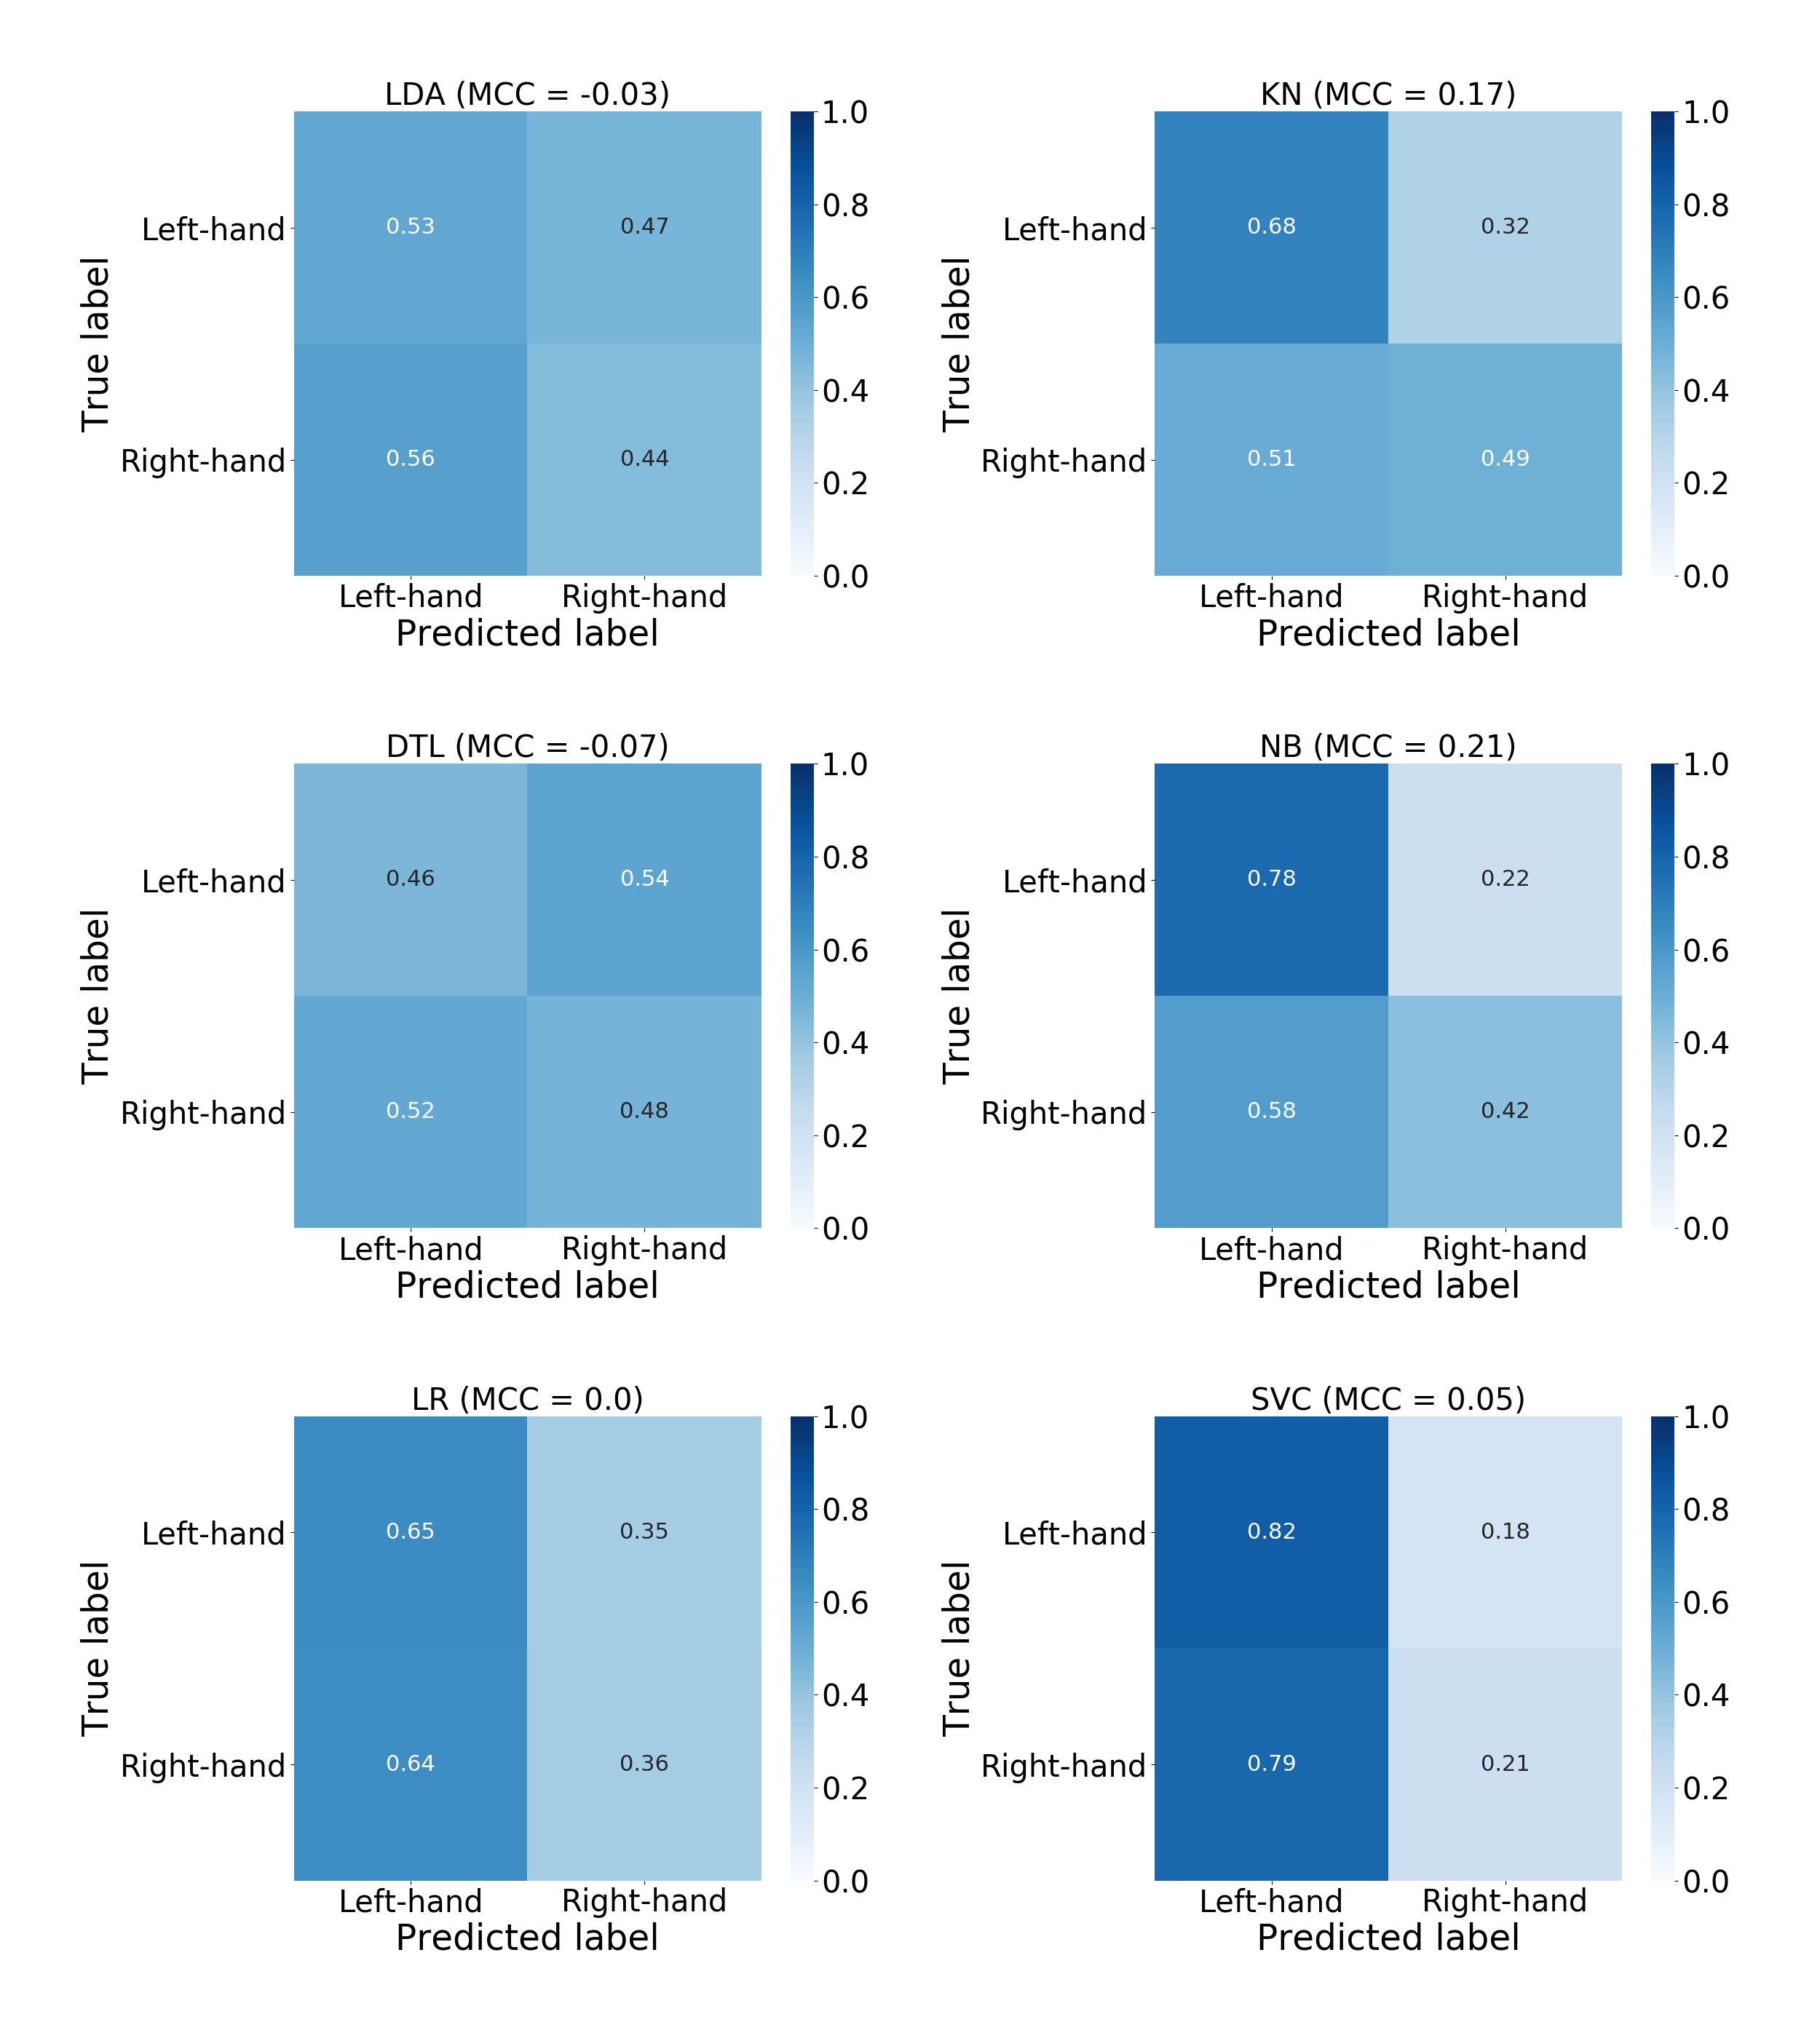 LDA (MCC = -0.03)
1.0
0.8
0.6
0.4
0.2
0.0
True label
Left-hand
0.53 0.47
Right-hand
0.56 0.44
Left-hand Right-hand
Predicted label
KN (MCC = 0.17)
1.0
0.8
0.6
0.4
0.2
0.0
True label
Left-hand
0.68 0.32
Right-hand
0.51 0.49
Left-hand Right-hand
Predicted label
DTL (MCC = -0.07)
1.0
0.8
0.6
0.4
0.2
0.0
True label
Left-hand
0.46 0.54
Right-hand
0.52 0.48
Left-hand Right-hand
Predicted label
NB (MCC = 0.21)
1.0
0.8
0.6
0.4
0.2
0.0
True label
Left-hand
0.78 0.22
Right-hand
0.58 0.42
Left-hand Right-hand
Predicted label
LR (MCC = 0.0)
1.0
0.8
0.6
0.4
0.2
0.0
True label
Left-hand
0.65 0.35
Right-hand
0.64 0.36
Left-hand Right-hand
Predicted label
SVC (MCC = 0.05)
1.0
0.8
0.6
0.4
0.2
0.0
True label
Left-hand
0.82 0.18
Right-hand
0.79 0.21
Left-hand Right-hand
Predicted label